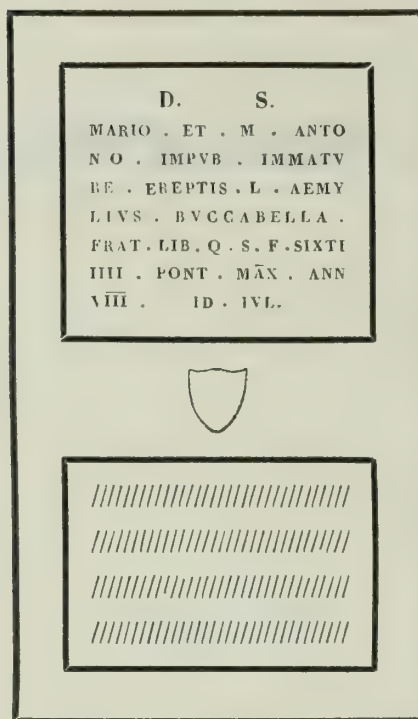 D. S.
MARIO . ET . M . ANTO
NO . IMPVB . IMMATV
RE . EREPTIS . L . AEMY
LIVS . BVCCABELLA .
FRAT . LIB . Q . S . F . SIXTI
IIII . PONT . MĀX . ANN
V̅I̅I̅I̅ . ID . IVL.